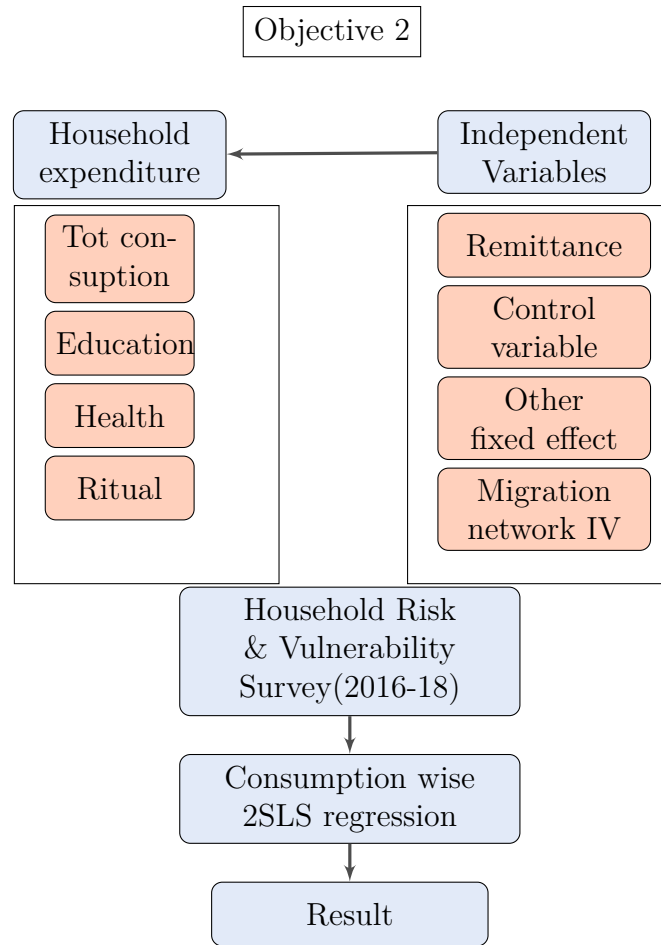 Objective 2
Household
expenditure
Independent
Variables
Tot con-
suption
Education
Health
Ritual
Remittance
Control
variable
Other
fixed effect
Migration
network IV
Household Risk
& Vulnerability
Survey(2016-18)
Consumption wise
2SLS regression
Result